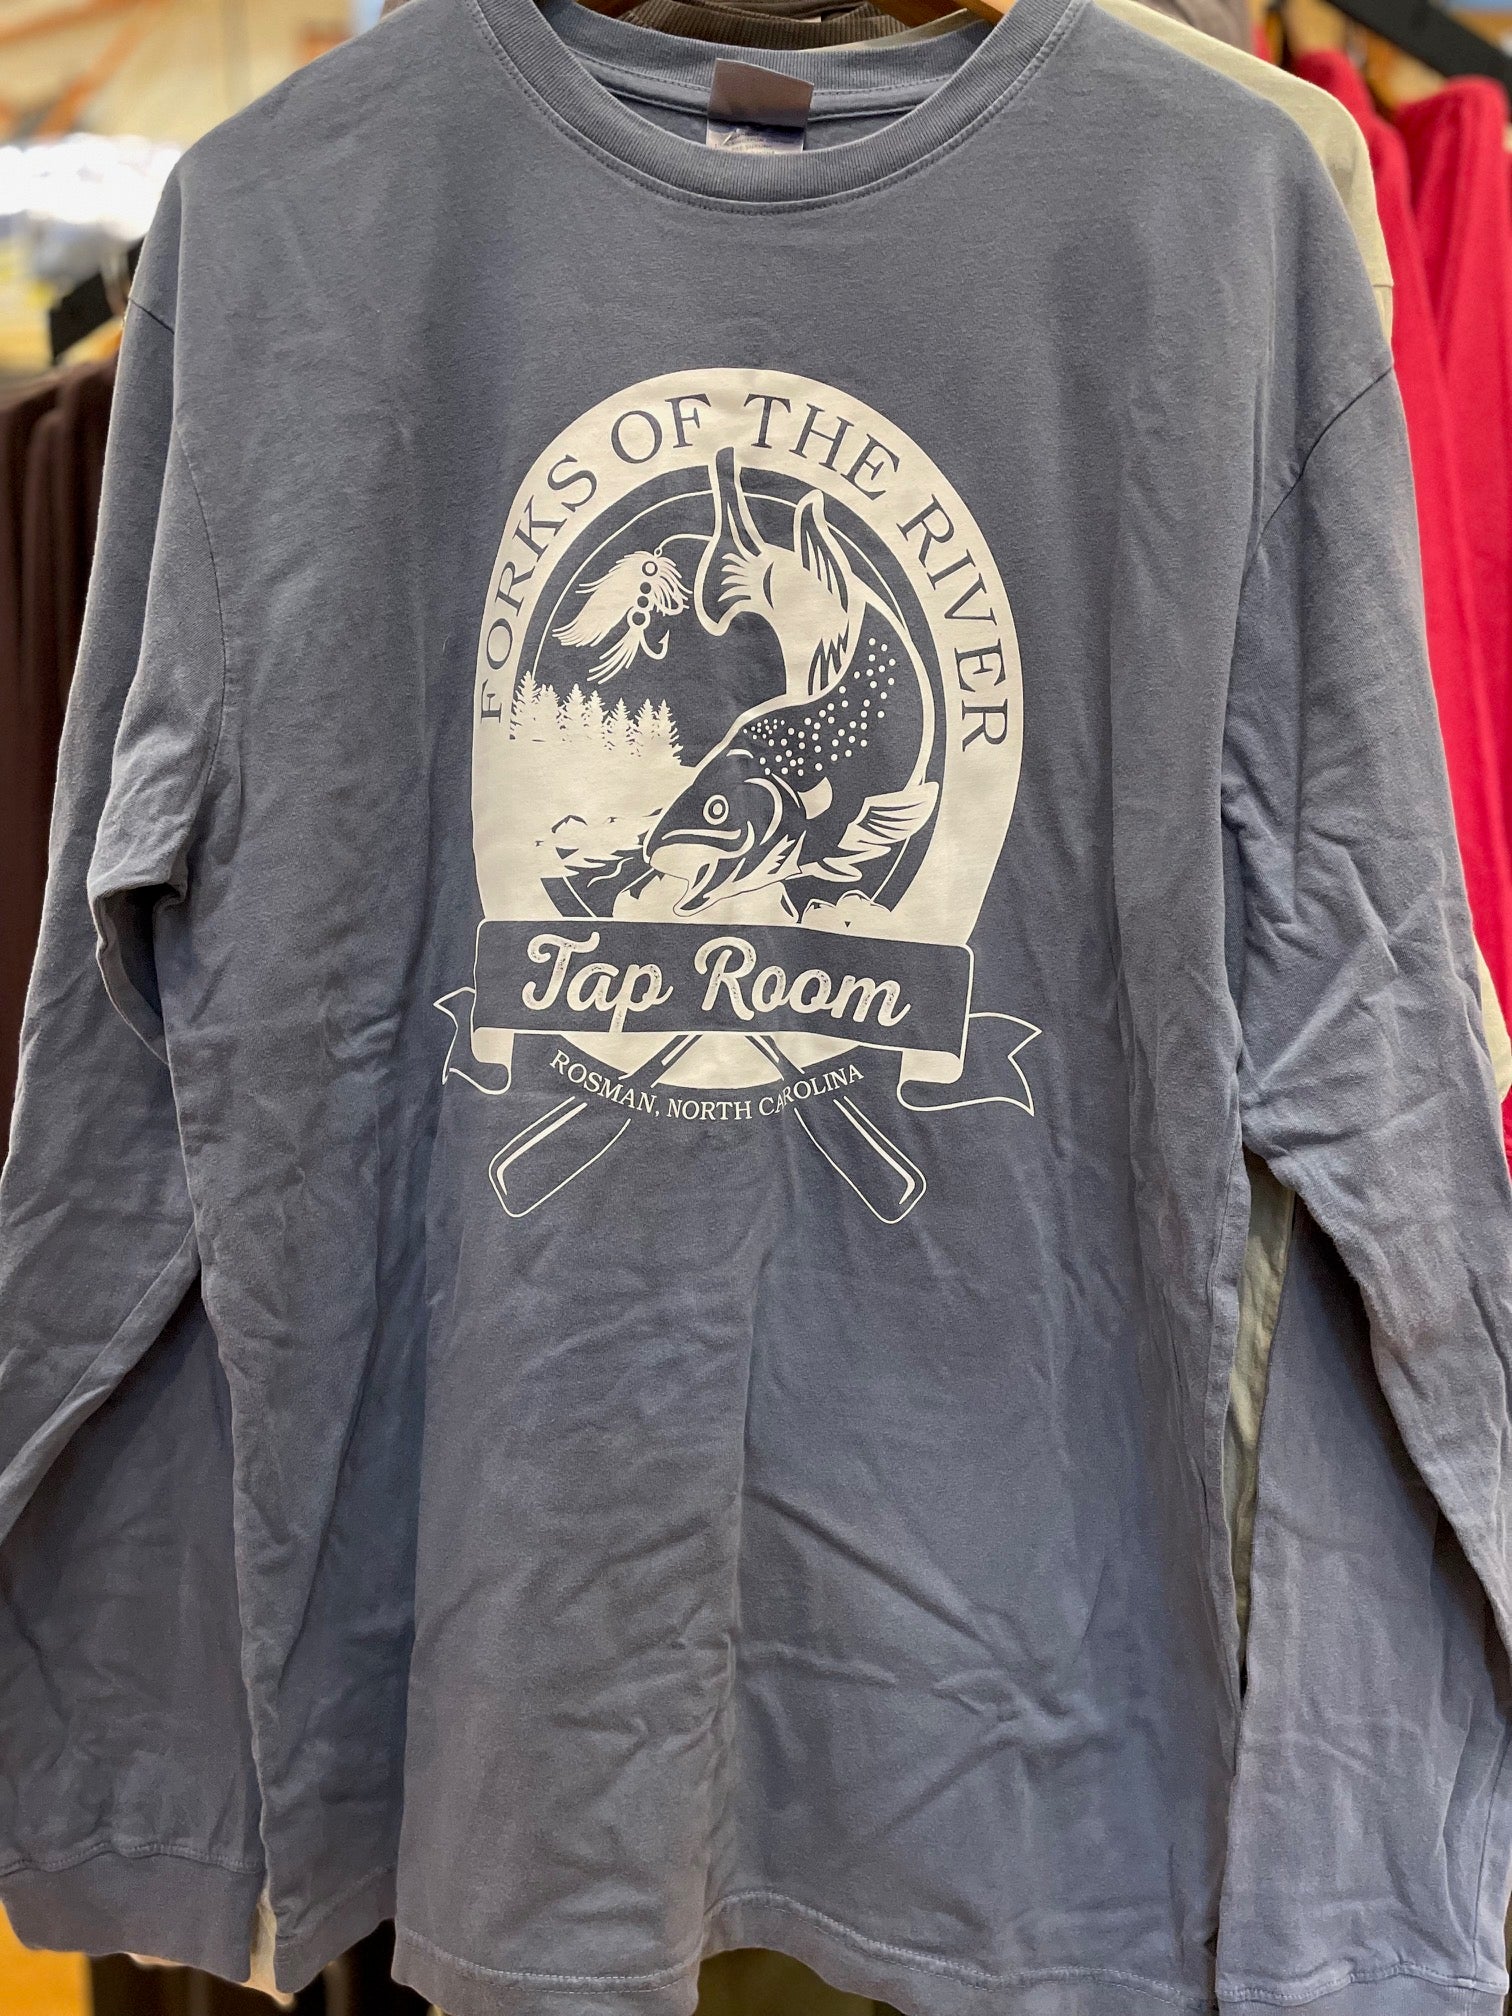 FORKS OF THE RIVER
Tap Room
ROSMAN, NORTH CAROLINA